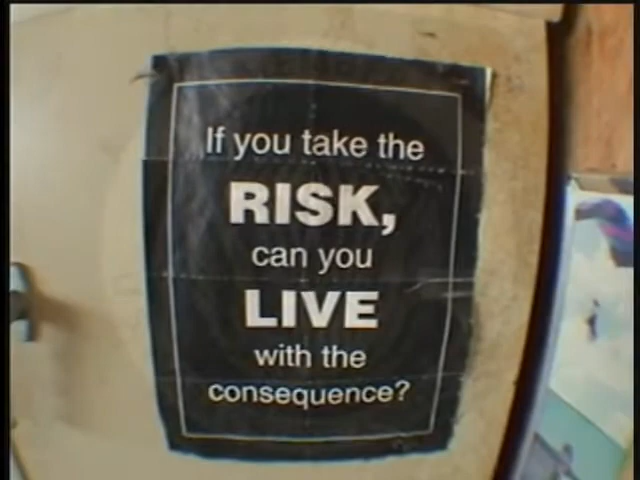 If you take the
RISK,
can you
LIVE
with the
consequence?